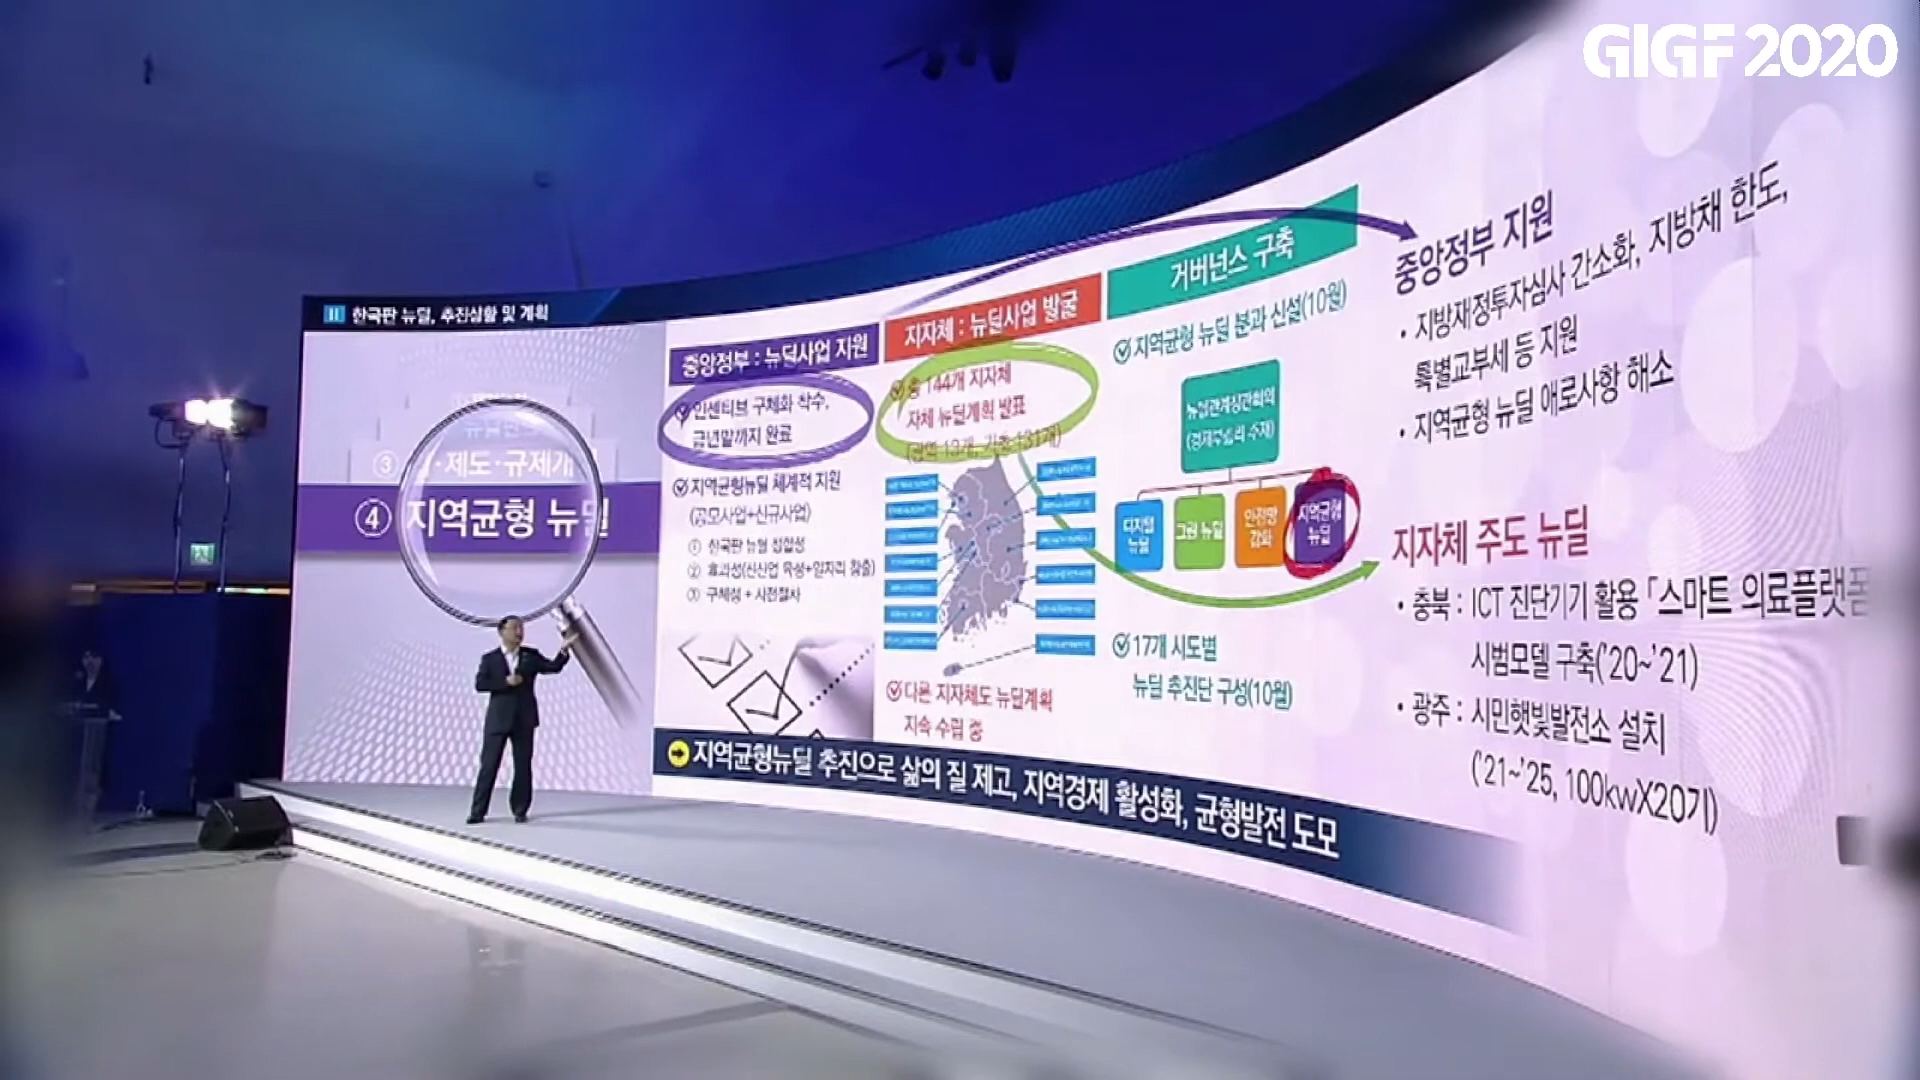 GIGF 2020
Ⅱ 한국판 뉴딜, 추진상황 및 계획
③ ·제도·규제개
④ 지역균형 뉴딜
중앙정부 : 뉴딜사업 지원
인센티브 구체화 착수,
금년말까지 완료
지역균형뉴딜 체계적 지원
(공모사업+신규사업)
① 한국판 뉴딜 정합성
② 효과성(신산업 육성+일자리 창출)
③ 구체성 + 사전절차
지자체 : 뉴딜사업 발굴
총 144개 지자체
자체 뉴딜계획 발표
(광역 13개, 기초 131개)
다른 지자체도 뉴딜계획
지속 수립 중
거버넌스 구축
지역균형 뉴딜 분과 신설(10월)
뉴딜관계장관회의
(경제부총리 주재)
디지털
뉴딜
그린 뉴딜
안전망
강화
지역균형
뉴딜
17개 시도별
뉴딜 추진단 구성(10월)
중앙정부 지원
· 지방재정투자심사 간소화, 지방채 한도,
특별교부세 등 지원
· 지역균형 뉴딜 애로사항 해소
지자체 주도 뉴딜
· 충북 : ICT 진단기기 활용 「스마트 의료플랫폼
시범모델 구축('20~'21)
· 광주 : 시민햇빛발전소 설치
('21~'25, 100kwX20기)
지역균형뉴딜 추진으로 삶의 질 제고, 지역경제 활성화, 균형발전 도모